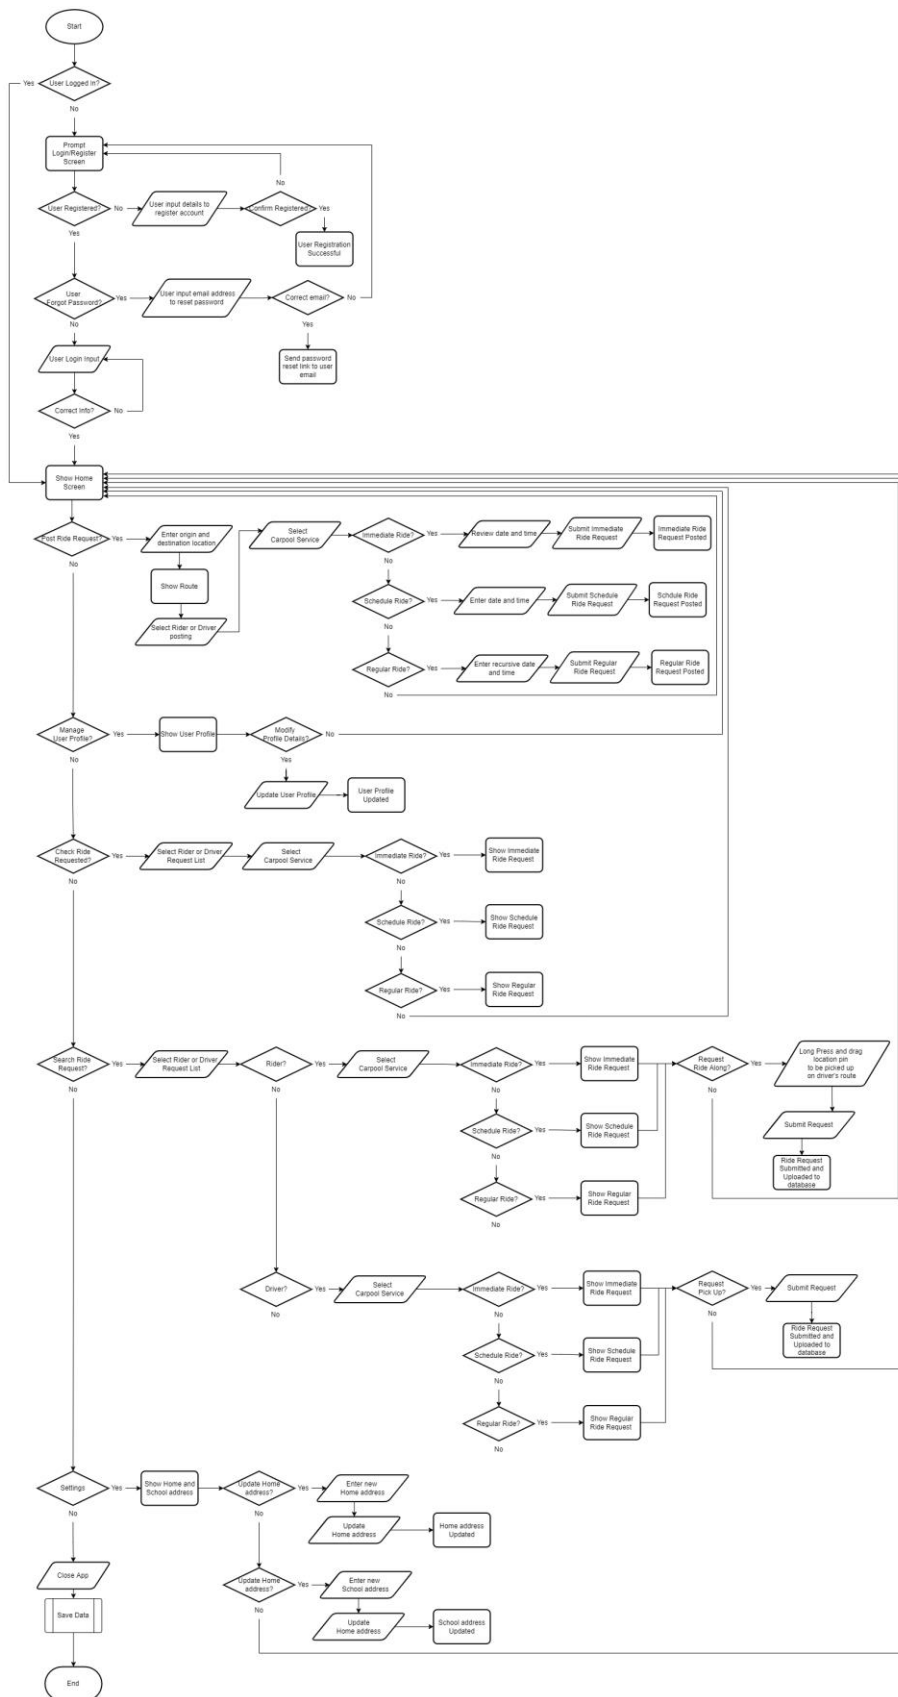 Start
Yes
User Logged In?
No
Prompt
Login/Register
Screen
No
User Registered?
No
User input details to
register account
Confirm Registered?
Yes
Yes
User Registration
Successful
User
Forgot Password?
Yes
User input email address
to reset password
Correct email?
No
No
Yes
User Login Input
Send password
reset link to user
email
Correct Info?
No
Yes
Show Home
Screen
Post Ride Request?
Yes
Enter origin and
destination location
Select
Carpool Service
Immediate Ride?
Yes
Review date and time
Submit Immediate
Ride Request
Immediate Ride
Request Posted
No
No
Show Route
Schedule Ride?
Yes
Enter date and time
Submit Schedule
Ride Request
Schdule Ride
Request Posted
Select Rider or Driver
posting
No
Regular Ride?
Yes
Enter recursive date
and time
Submit Regular
Ride Request
Regular Ride
Request Posted
No
Manage
User Profile?
Yes
Show User Profile
Modify
Profile Details?
No
No
Yes
Update User Profile
User Profile
Updated
Check Ride
Requested?
Yes
Select Rider or Driver
Request List
Select
Carpool Service
Immediate Ride?
Yes
Show Immediate
Ride Request
No
No
Schedule Ride?
Yes
Show Schedule
Ride Request
No
Regular Ride?
Yes
Show Regular
Ride Request
No
Search Ride
Request?
Yes
Select Rider or Driver
Request List
Rider?
Yes
Select
Carpool Service
Immediate Ride?
Yes
Show Immediate
Ride Request
Request
Ride Along?
Yes
Long Press and drag
location pin
to be picked up
on driver's route
No
No
No
No
Schedule Ride?
Yes
Show Schedule
Ride Request
Submit Request
No
Ride Request
Submitted and
Uploaded to
database
Regular Ride?
Yes
Show Regular
Ride Request
No
Driver?
Yes
Select
Carpool Service
Immediate Ride?
Yes
Show Immediate
Ride Request
Request
Pick Up?
Yes
Submit Request
No
No
No
Ride Request
Submitted and
Uploaded to
database
Schedule Ride?
Yes
Show Schedule
Ride Request
No
Regular Ride?
Yes
Show Regular
Ride Request
No
Settings
Yes
Show Home and
School address
Update Home
address?
Yes
Enter new
Home address
No
No
Update
Home address
Home address
Updated
Close App
Update Home
address?
Yes
Enter new
School address
No
Save Data
Update
Home address
School address
Updated
End